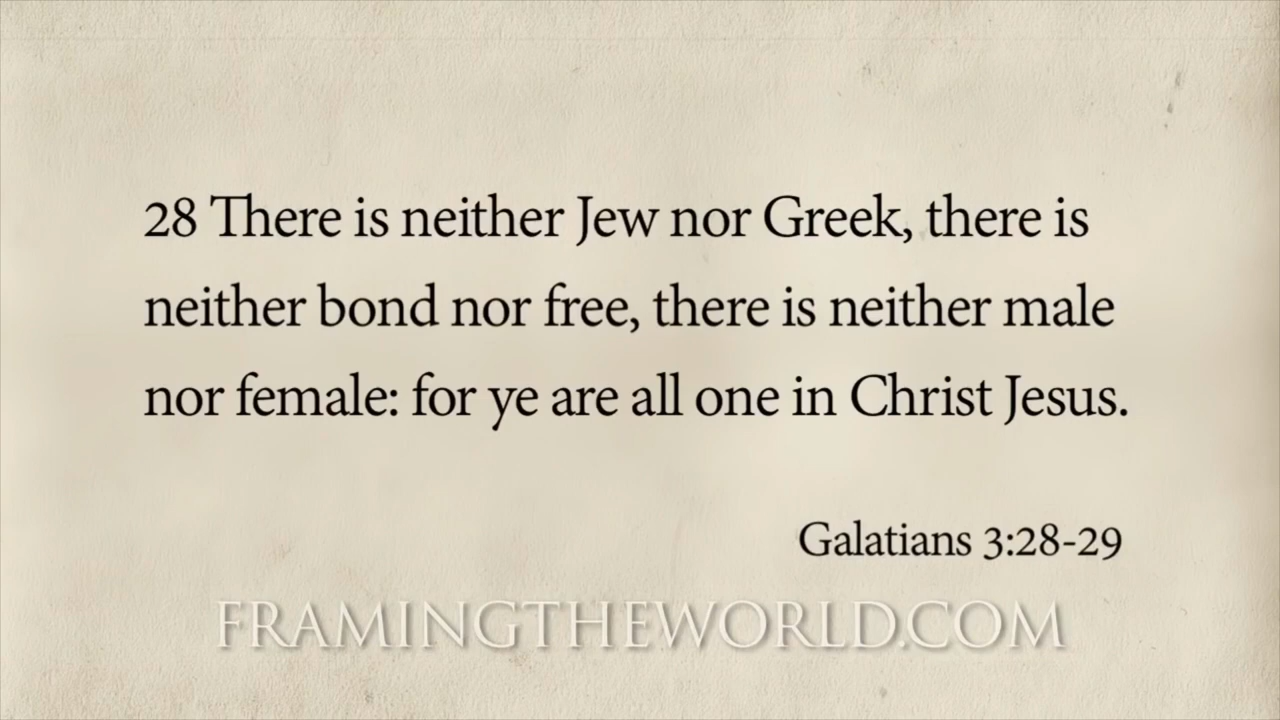 28 There is neither Jew nor Greek, there is
neither bond nor free, there is neither male
nor female: for ye are all one in Christ Jesus.
Galatians 3:28-29
FRAMINGTHEWORLD.COM